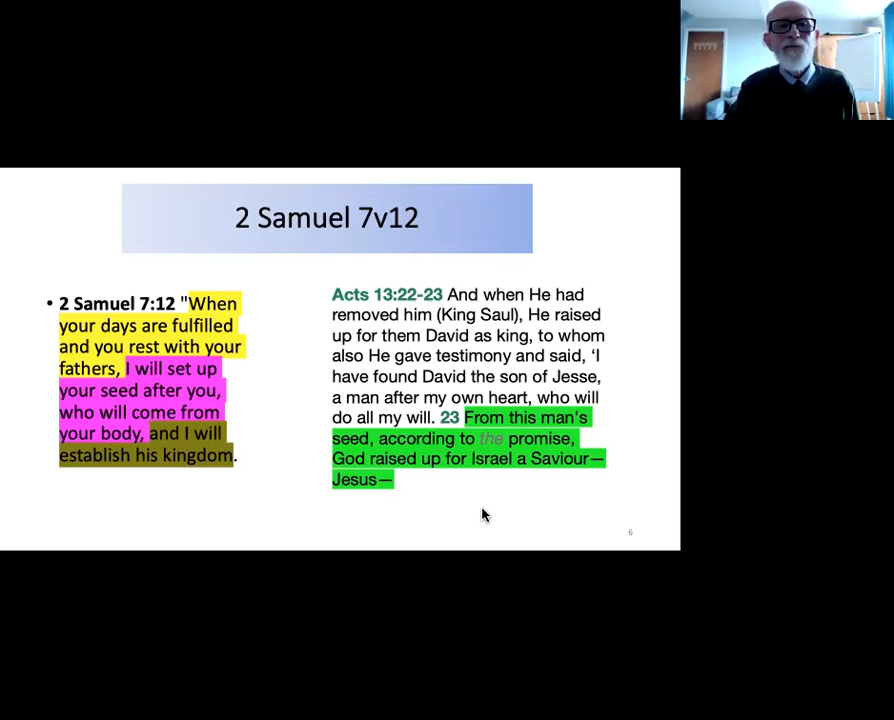 2 Samuel 7v12
• 2 Samuel 7:12 "When
your days are fulfilled
and you rest with your
fathers, I will set up
your seed after you,
who will come from
your body, and I will
establish his kingdom.
Acts 13:22-23 And when He had
removed him (King Saul), He raised
up for them David as king, to whom
also He gave testimony and said, ‘I
have found David the son of Jesse,
a man after my own heart, who will
do all my will. 23 From this man's
seed, according to the promise,
God raised up for Israel a Saviour—
Jesus—
6